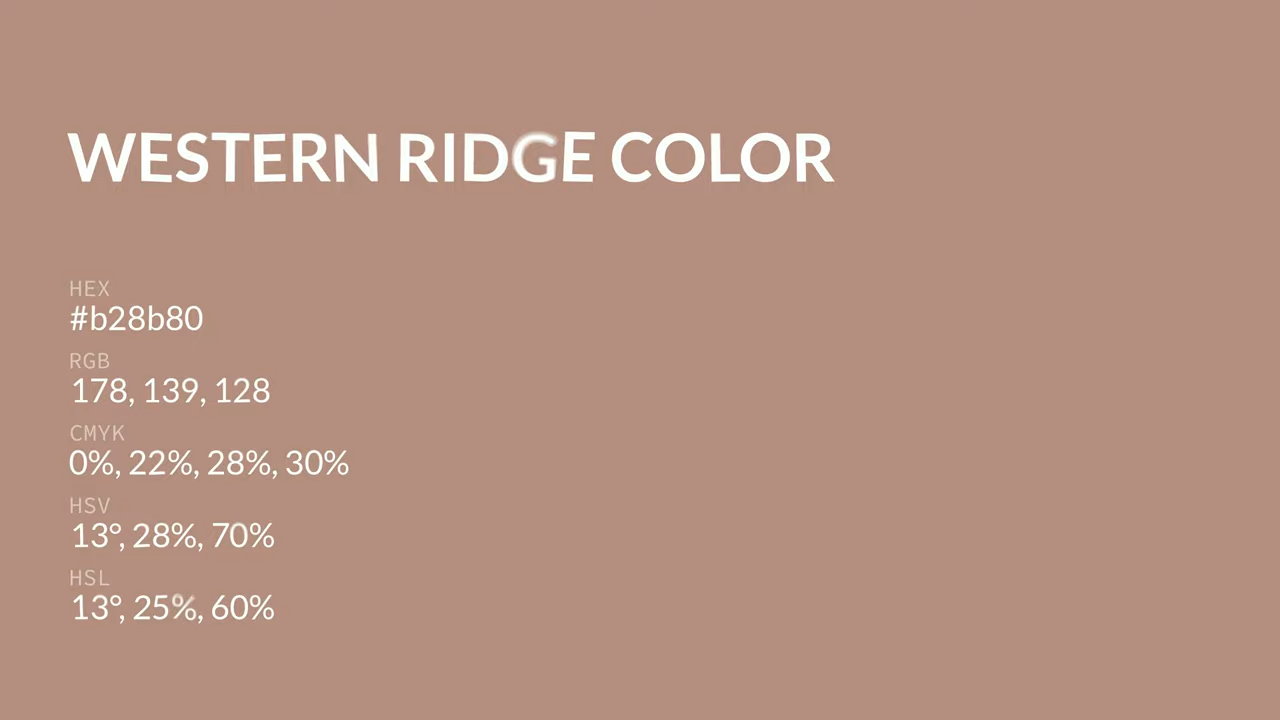 WESTERN RIDGE COLOR
HEX
#b28b80
RGB
178, 139, 128
CMYK
0%, 22%, 28%, 30%
HSV
13°, 28%, 70%
HSL
13°, 25%, 60%